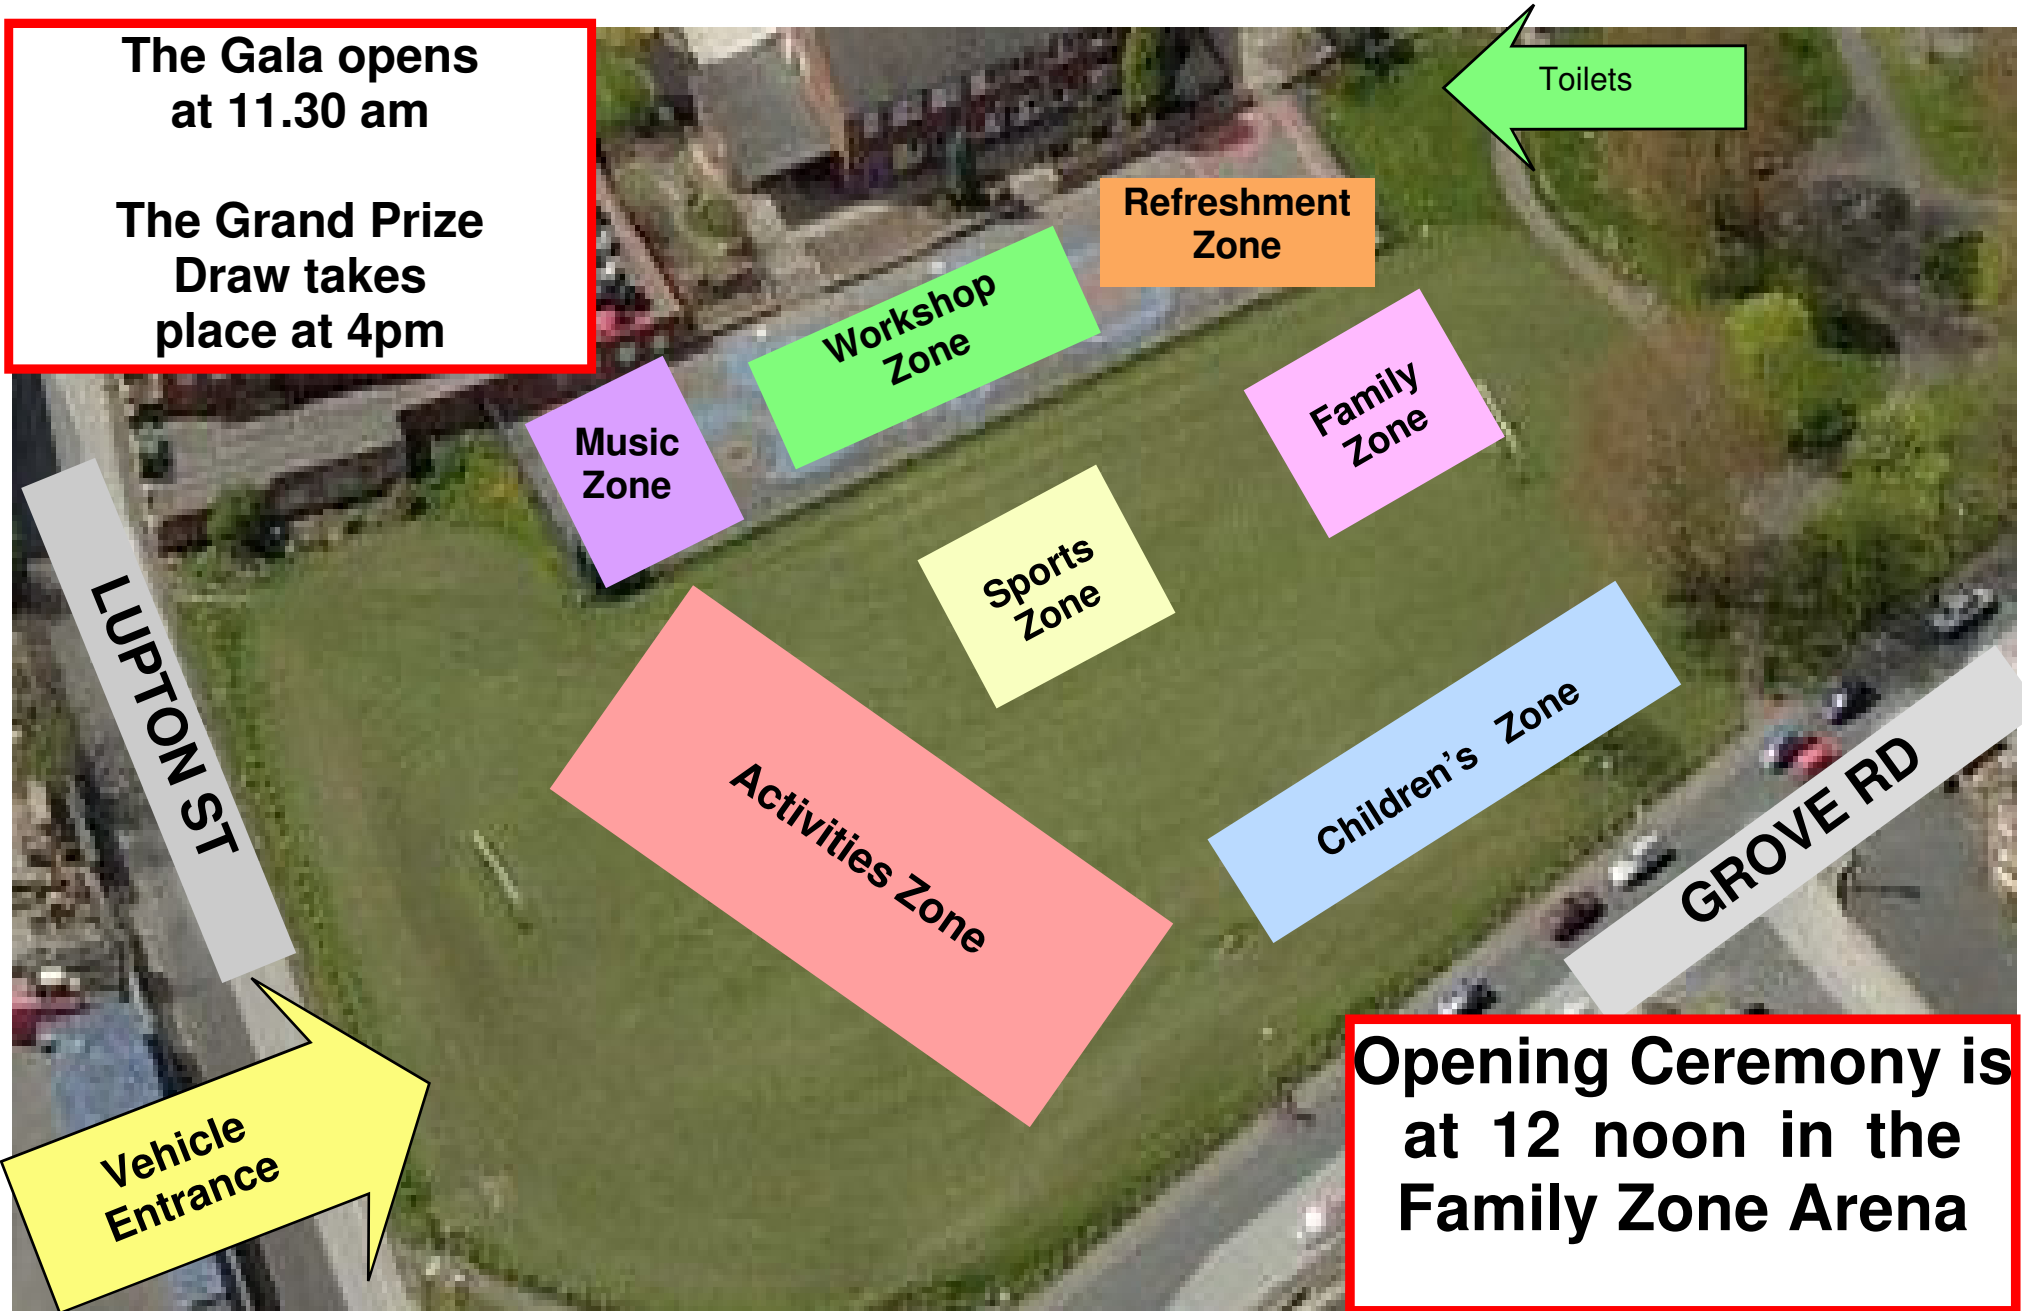 The Gala opens
at 11.30 am
The Grand Prize
Draw takes
place at 4pm
Toilets
Refreshment
Zone
Workshop
Zone
Family
Zone
Music
Zone
Sports
Zone
LUPTON ST
Activities Zone
Children’s Zone
GROVE RD
Vehicle
Entrance
Opening Ceremony is
at 12 noon in the
Family Zone Arena